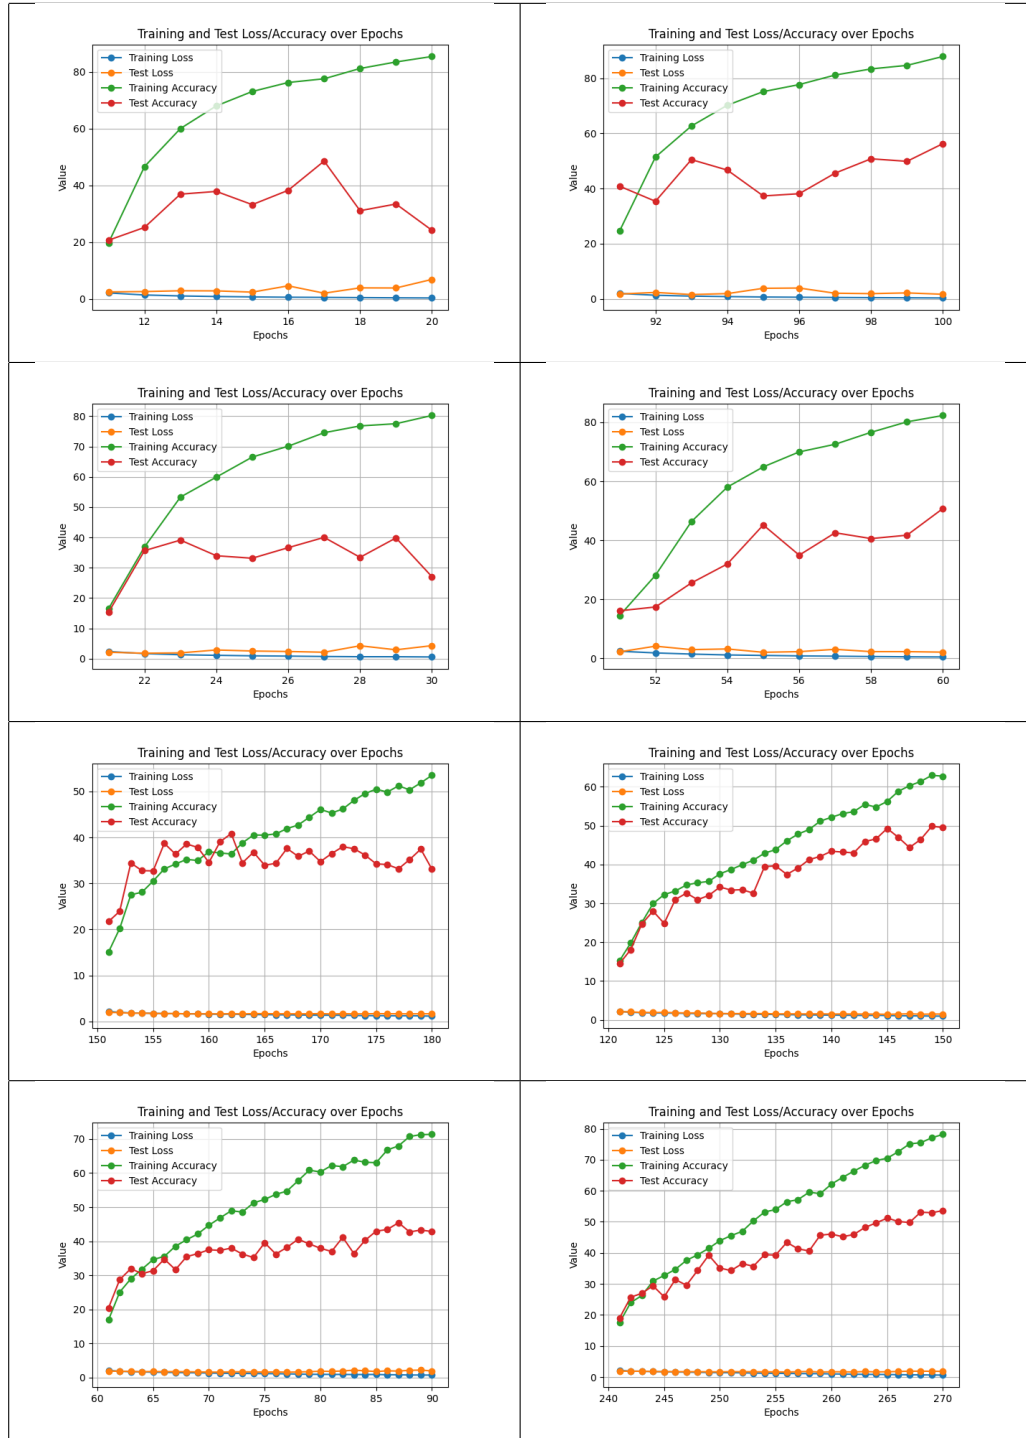 Training and Test Loss/Accuracy over Epochs
Training Loss
Test Loss
Training Accuracy
Test Accuracy
Value
80
60
40
20
0
12 14 16 18 20
Epochs
Training and Test Loss/Accuracy over Epochs
Training Loss
Test Loss
Training Accuracy
Test Accuracy
Value
80
60
40
20
0
92 94 96 98 100
Epochs
Training and Test Loss/Accuracy over Epochs
Training Loss
Test Loss
Training Accuracy
Test Accuracy
Value
80
70
60
50
40
30
20
10
0
22 24 26 28 30
Epochs
Training and Test Loss/Accuracy over Epochs
Training Loss
Test Loss
Training Accuracy
Test Accuracy
Value
80
60
40
20
0
52 54 56 58 60
Epochs
Training and Test Loss/Accuracy over Epochs
Training Loss
Test Loss
Training Accuracy
Test Accuracy
Value
50
40
30
20
10
0
150 155 160 165 170 175 180
Epochs
Training and Test Loss/Accuracy over Epochs
Training Loss
Test Loss
Training Accuracy
Test Accuracy
Value
60
50
40
30
20
10
0
120 125 130 135 140 145 150
Epochs
Training and Test Loss/Accuracy over Epochs
Training Loss
Test Loss
Training Accuracy
Test Accuracy
Value
70
60
50
40
30
20
10
0
60 65 70 75 80 85 90
Epochs
Training and Test Loss/Accuracy over Epochs
Training Loss
Test Loss
Training Accuracy
Test Accuracy
Value
80
70
60
50
40
30
20
10
0
240 245 250 255 260 265 270
Epochs